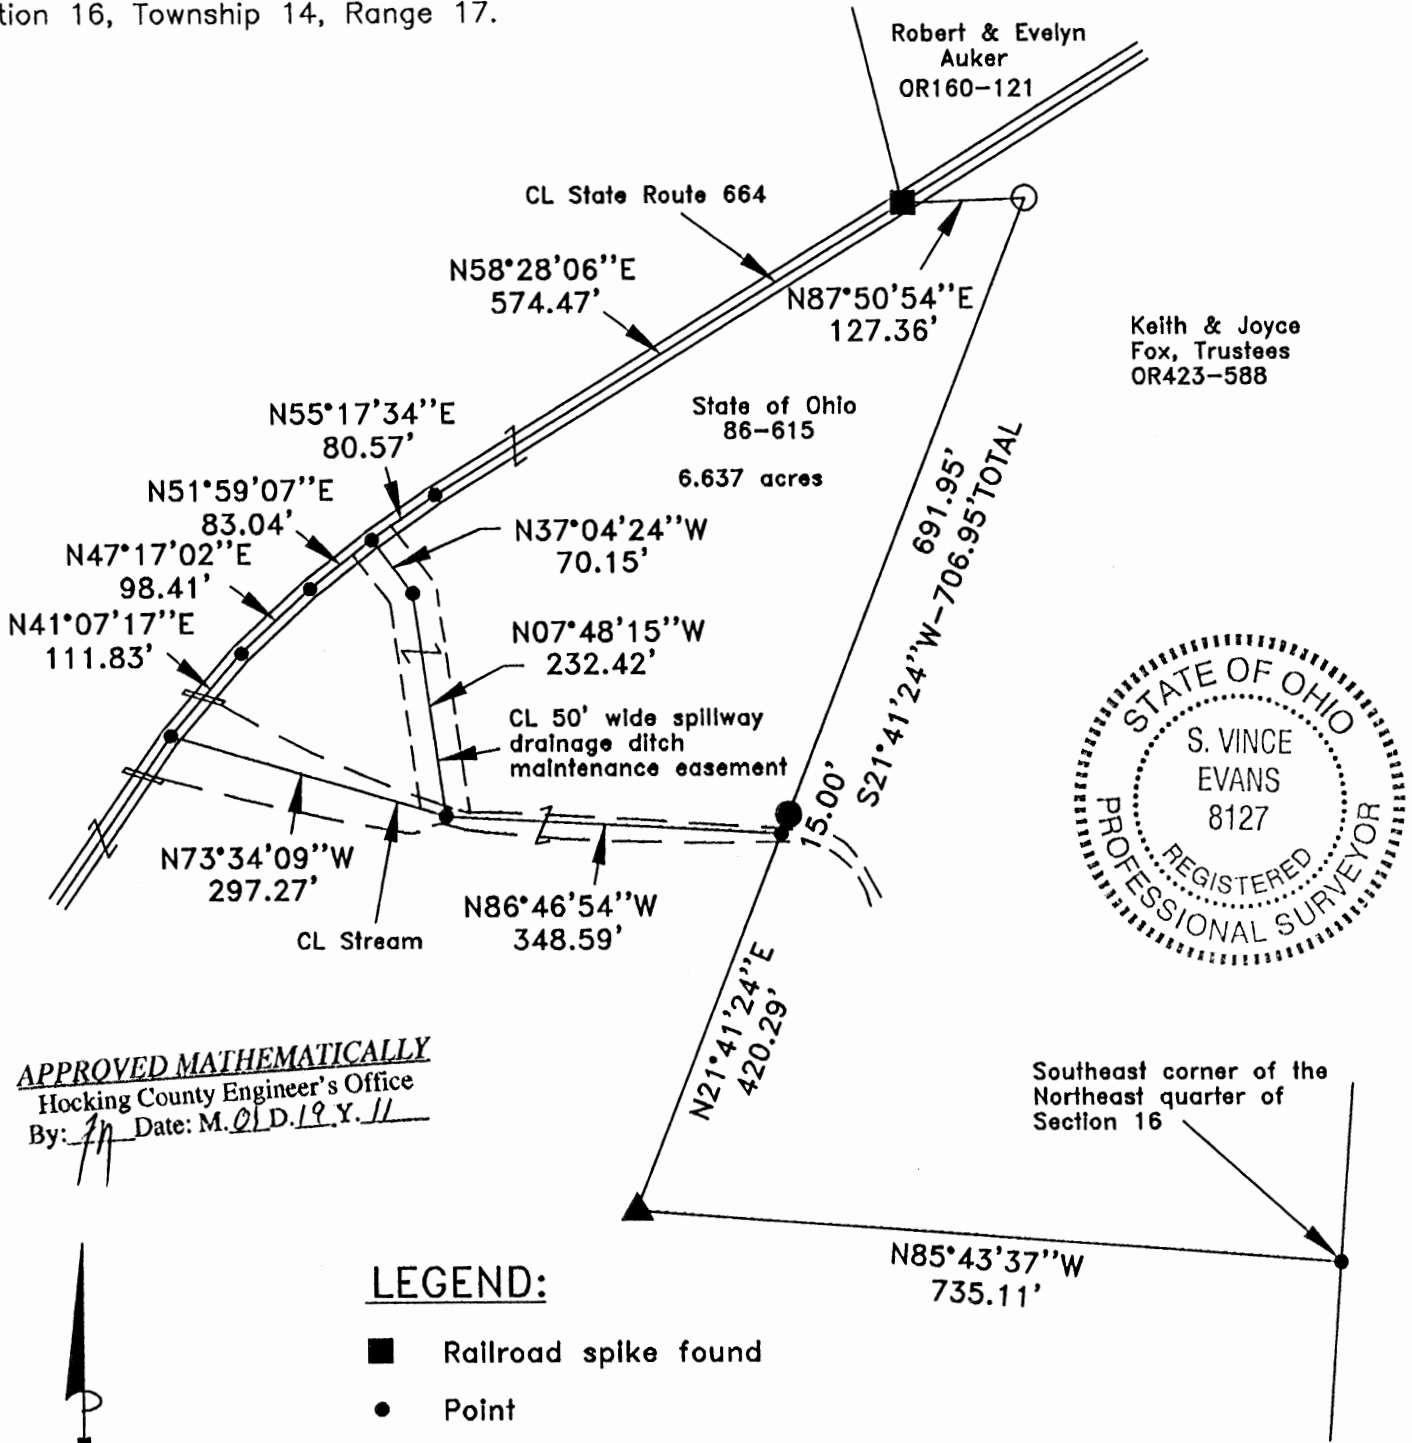 tion 16, Township 14, Range 17.
Robert & Evelyn
Auker
OR160-121
CL State Route 664
N58°28'06"E
574.47'
N87°50'54"E
127.36'
Keith & Joyce
Fox, Trustees
OR423-588
State of Ohio
86-615
6.637 acres
N55°17'34"E
80.57'
N51°59'07"E
83.04'
N47°17'02"E
98.41'
N41°07'17"E
111.83'
N37°04'24"W
70.15'
N07°48'15"W
232.42'
CL 50' wide spillway
drainage ditch
maintenance easement
691.95'
S21°41'24"W-706.95'TOTAL
15.00'
STATE OF OHIO
S. VINCE
EVANS
8127
REGISTERED
PROFESSIONAL SURVEYOR
N73°34'09"W
297.27'
CL Stream
N86°46'54"W
348.59'
N21°41'24"E
420.29'
APPROVED MATHEMATICALLY
Hocking County Engineer's Office
By: Date: M. 01 D. 19 Y. 11
Southeast corner of the
Northeast quarter of
Section 16
N85°43'37"W
735.11'
LEGEND:
Railroad spike found
Point